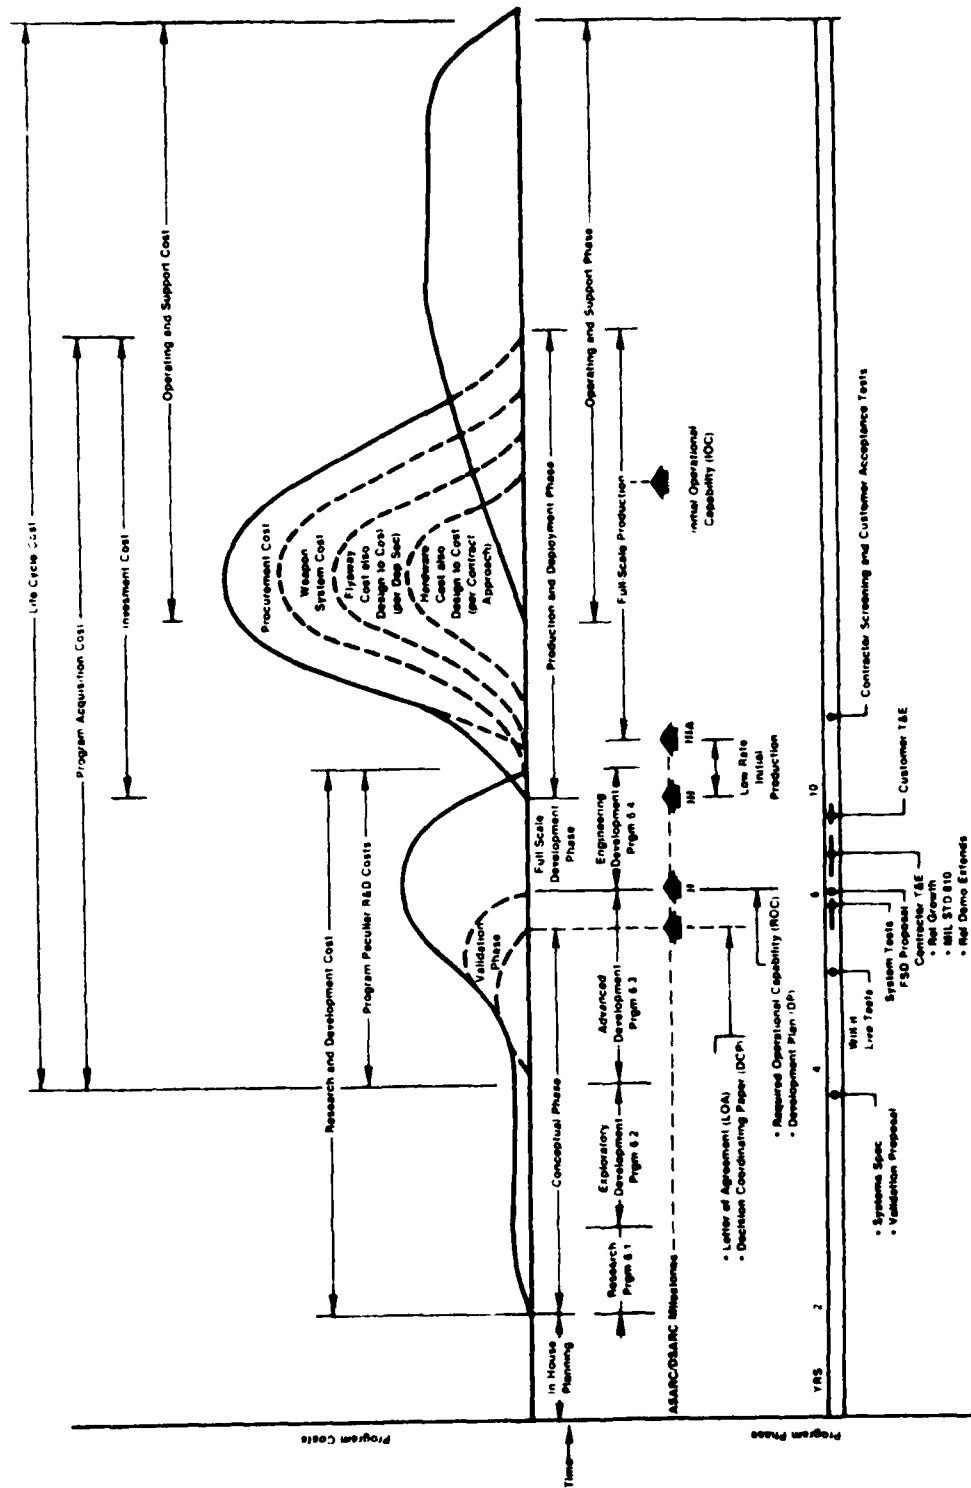 Program Costs
Life Cycle Cost
Program Acquisition Cost
Investment Cost
Operating and Support Cost
Research and Development Cost
Program Peculiar R&D Costs
Procurement Cost
Weapon
System Cost
Flyaway
Cost also
Design to Cost
(per Dep Sec)
Hardware
Cost also
Design to Cost
(per Contract
Approach)
Validation
Phase
Time
In House
Planning
Conceptual Phase
Full Scale
Development
Phase
Production and Deployment Phase
Operating and Support Phase
Research
Prgm 6.1
Exploratory
Development
Prgm 6.2
Advanced
Development
Prgm 6.3
Engineering
Development
Prgm 6.4
Full-Scale Production
ASARC/DSARC Milestones
II
III
IIIA
Initial Operational
Capability (IOC)
Low Rate
Initial
Production
• Letter of Agreement (LOA)
• Decision Coordinating Paper (DCP)
• Required Operational Capability (ROC)
• Development Plan (DP)
Program Phase
YRS
2
4
10
• Systems Spec
• Validation Proposal
Live Tests
System Tests
FSD Proposal
Contractor T&E
• Rel Growth
• MIL STD 810
• Rel Demo Extends
Customer T&E
Contractor Screening and Customer Acceptance Tests